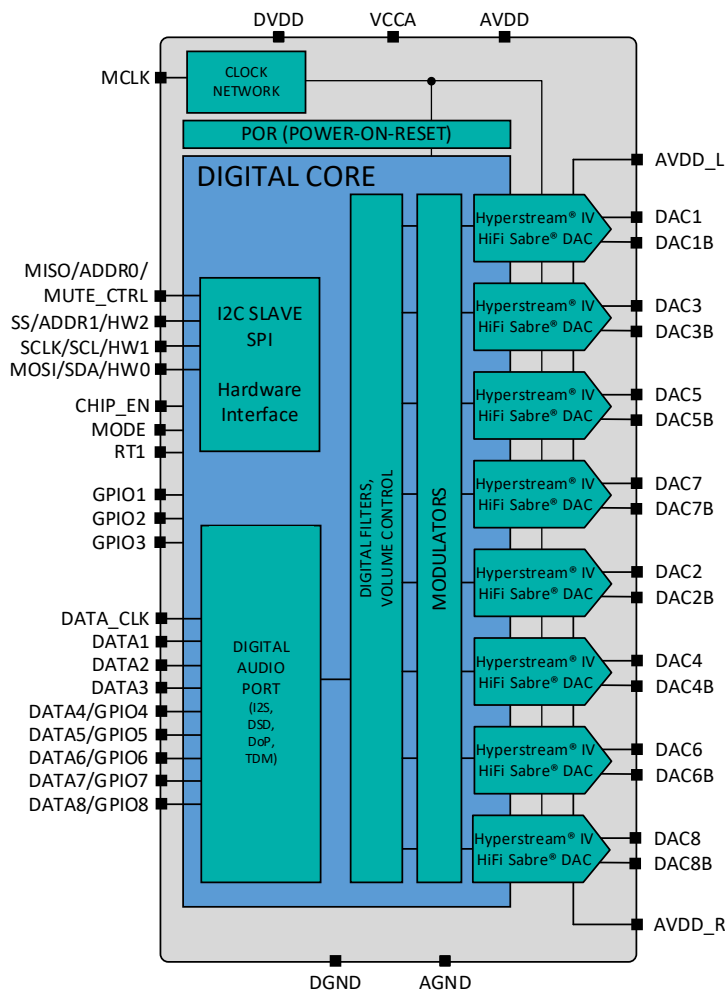 DVDD
VCCA
AVDD
MCLK
CLOCK
NETWORK
POR (POWER-ON-RESET)
DIGITAL CORE
MISO/ADDR0/
MUTE_CTRL
SS/ADDR1/HW2
SCLK/SCL/HW1
MOSI/SDA/HW0
CHIP_EN
MODE
RT1
GPIO1
GPIO2
GPIO3
DATA_CLK
DATA1
DATA2
DATA3
DATA4/GPIO4
DATA5/GPIO5
DATA6/GPIO6
DATA7/GPIO7
DATA8/GPIO8
I2C SLAVE
SPI
Hardware
Interface
DIGITAL
AUDIO
PORT
(I2S,
DSD,
DoP,
TDM)
DIGITAL FILTERS,
VOLUME CONTROL
MODULATORS
Hyperstream® IV
HiFi Sabre® DAC
Hyperstream® IV
HiFi Sabre® DAC
Hyperstream® IV
HiFi Sabre® DAC
Hyperstream® IV
HiFi Sabre® DAC
Hyperstream® IV
HiFi Sabre® DAC
Hyperstream® IV
HiFi Sabre® DAC
Hyperstream® IV
HiFi Sabre® DAC
Hyperstream® IV
HiFi Sabre® DAC
AVDD_L
DAC1
DAC1B
DAC3
DAC3B
DAC5
DAC5B
DAC7
DAC7B
DAC2
DAC2B
DAC4
DAC4B
DAC6
DAC6B
DAC8
DAC8B
AVDD_R
DGND
AGND